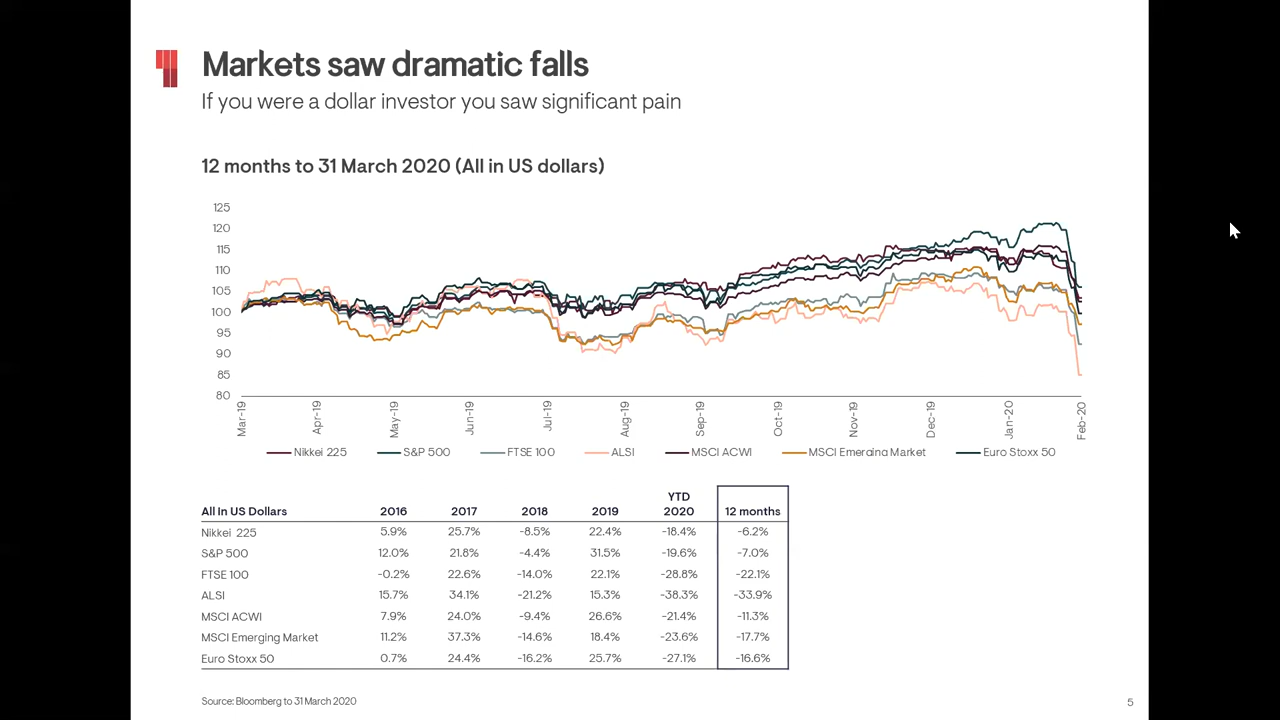 Markets saw dramatic falls
If you were a dollar investor you saw significant pain
12 months to 31 March 2020 (All in US dollars)
125
120
115
110
105
100
95
90
85
80
Mar-19
Apr-19
May-19
Jun-19
Jul-19
Aug-19
Sep-19
Oct-19
Nov-19
Dec-19
Jan-20
Feb-20
Nikkei 225 S&P 500 FTSE 100 ALSI MSCI ACWI MSCI Emerging Market Euro Stoxx 50
YTD
All In US Dollars 2016 2017 2018 2019 2020 12 months
Nikkei 225 5.9% 25.7% -8.5% 22.4% -18.4% -6.2%
S&P 500 12.0% 21.8% -4.4% 31.5% -19.6% -7.0%
FTSE 100 -0.2% 22.6% -14.0% 22.1% -28.8% -22.1%
ALSI 15.7% 34.1% -21.2% 15.3% -38.3% -33.9%
MSCI ACWI 7.9% 24.0% -9.4% 26.6% -21.4% -11.3%
MSCI Emerging Market 11.2% 37.3% -14.6% 18.4% -23.6% -17.7%
Euro Stoxx 50 0.7% 24.4% -16.2% 25.7% -27.1% -16.6%
Source: Bloomberg to 31 March 2020
5